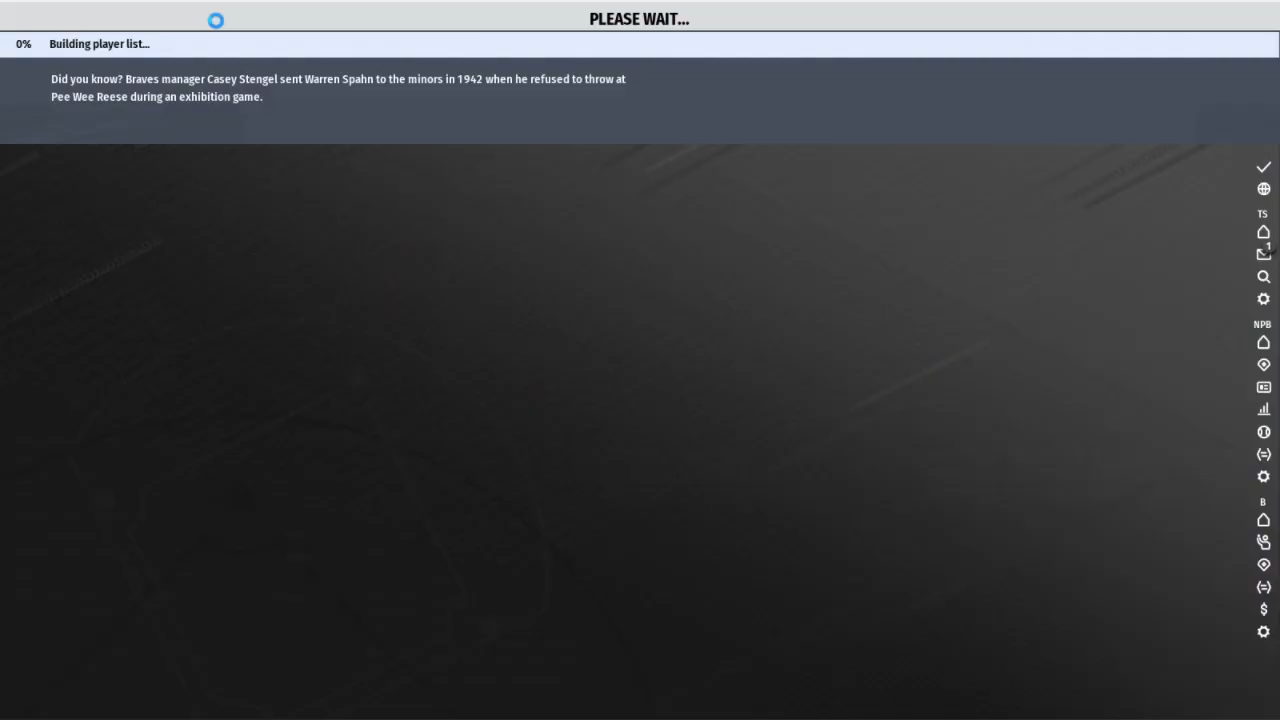 PLEASE WAIT...
0% Building player list...
Did you know? Braves manager Casey Stengel sent Warren Spahn to the minors in 1942 when he refused to throw at
Pee Wee Reese during an exhibition game.
TS
1
NPB
B
$